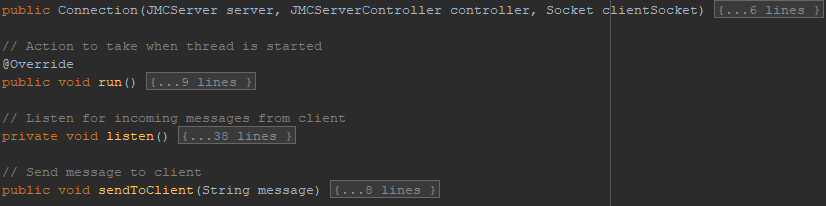 public Connection(JMCServer server, JMCServerController controller, Socket clientSocket) {...6 lines }
// Action to take when thread is started
@Override
public void run() {...9 lines }
// Listen for incoming messages from client
private void listen() {...38 lines }
// Send message to client
public void sendToClient(String message) {...8 lines }